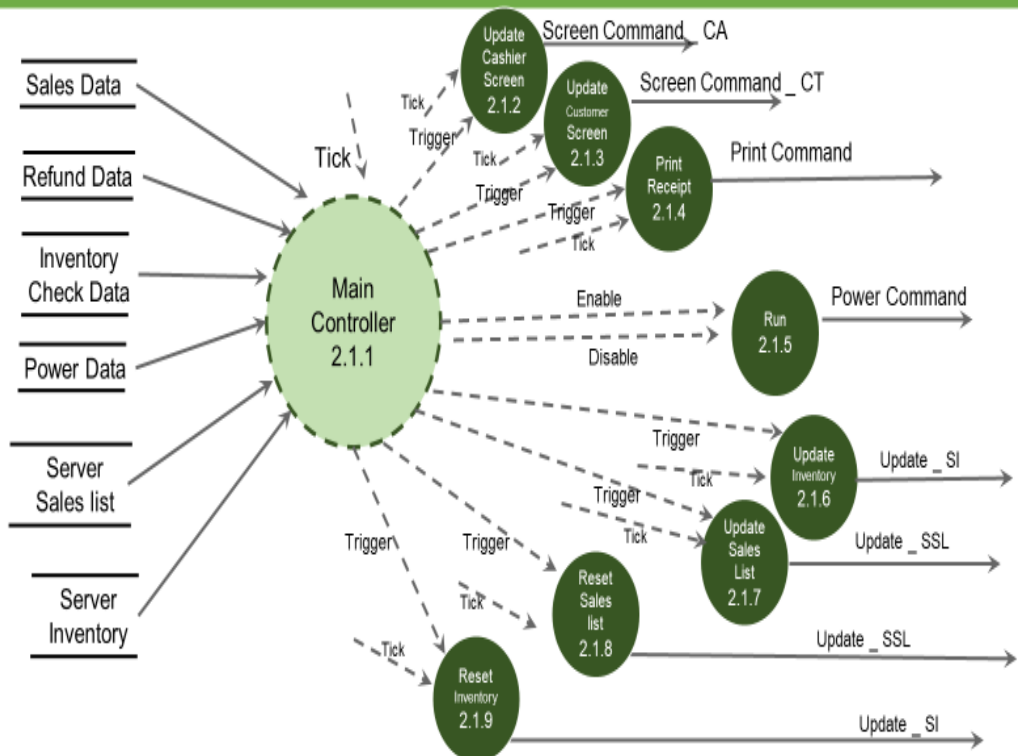 Sales Data
Refund Data
Inventory
Check Data
Power Data
Server
Sales list
Server
Inventory
Tick
Main
Controller
2.1.1
Tick
Trigger
Update
Cashier
Screen
2.1.2
Screen Command _ CA
Tick
Trigger
Update
Customer
Screen
2.1.3
Screen Command _ CT
Trigger
Tick
Print
Receipt
2.1.4
Print Command
Enable
Disable
Run
2.1.5
Power Command
Trigger
Tick
Update
Inventory
2.1.6
Update _ SI
Trigger
Tick
Update
Sales
List
2.1.7
Update _ SSL
Trigger
Tick
Reset
Sales
list
2.1.8
Update _ SSL
Trigger
Tick
Reset
Inventory
2.1.9
Update _ SI